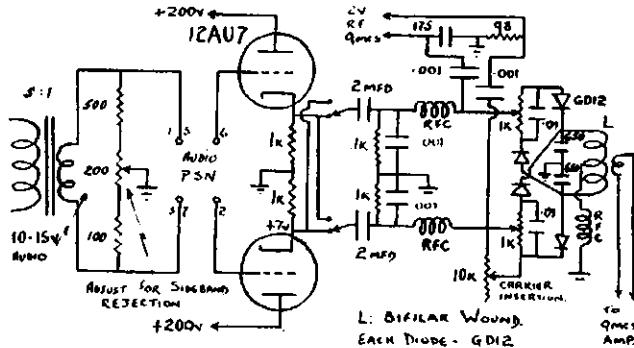 +200v
12AU7
5:1
500
200
100
10-15v
AUDIO
1
5
6
AUDIO
PSN
3
7
2
ADJUST FOR SIDEBAND
REJECTION
+200v
1K
1K
+7v
2 MFD
2 MFD
1K
.001
1K
.001
RFC
RFC
2V
RF
9mcs
175
98
.001
.001
1K
.01
GD12
L
650
650
.01
1K
RFC
10K
CARRIER
INSERTION.
L: BIFILAR WOUND.
EACH DIODE - GD12
TO
9mcs
AMP.